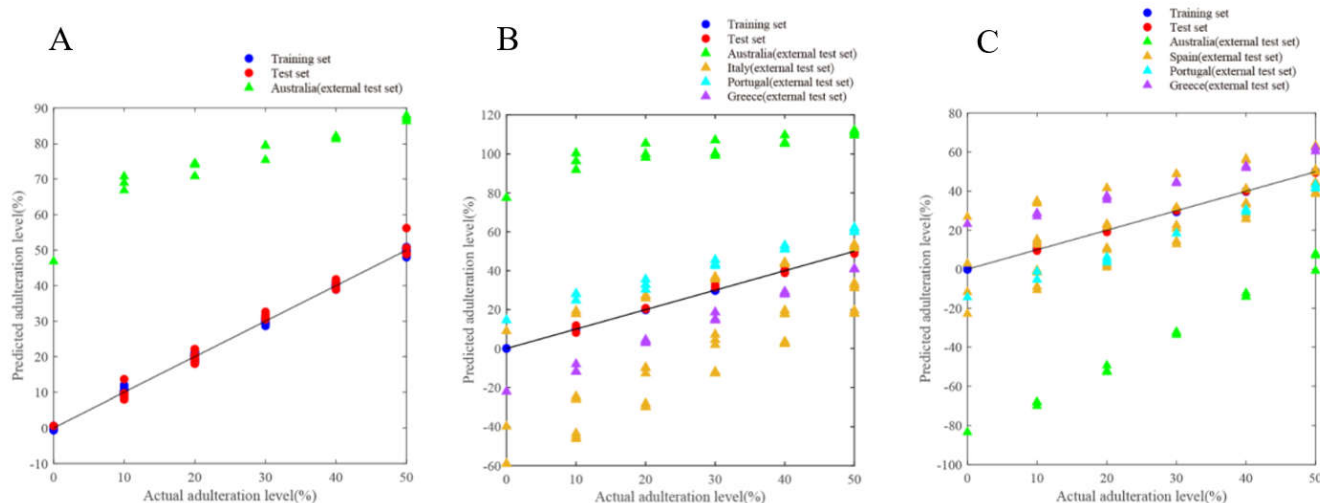 A
Training set
Test set
Australia(external test set)
90
80
70
60
50
40
30
20
10
0
-10
Predicted adulteration level(%)
0 10 20 30 40 50
Actual adulteration level(%)
B
Training set
Test set
Australia(external test set)
Italy(external test set)
Portugal(external test set)
Greece(external test set)
120
100
80
60
40
20
0
-20
-40
-60
Predicted adulteration level(%)
0 10 20 30 40 50
Actual adulteration level(%)
C
Training set
Test set
Australia(external test set)
Spain(external test set)
Portugal(external test set)
Greece(external test set)
80
60
40
20
0
-20
-40
-60
-80
-100
Predicted adulteration level(%)
0 10 20 30 40 50
Actual adulteration level(%)